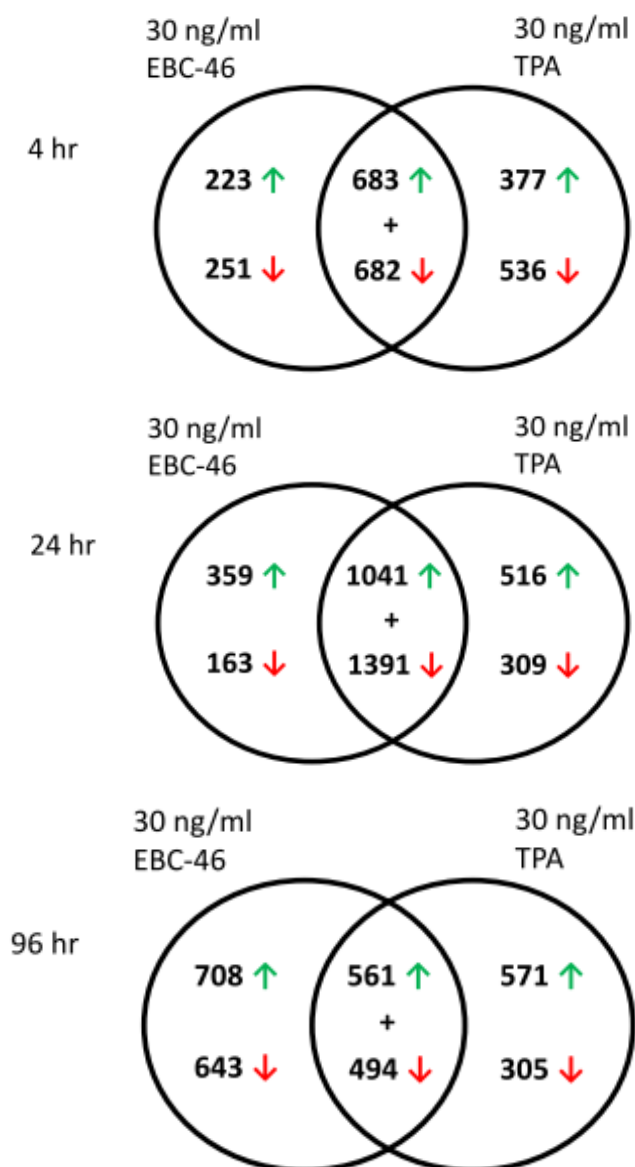 30 ng/ml
EBC-46
30 ng/ml
TPA
4 hr
223 ↑ 683 ↑ 377 ↑
+
251 ↓ 682 ↓ 536 ↓
30 ng/ml
EBC-46
30 ng/ml
TPA
24 hr
359 ↑ 1041 ↑ 516 ↑
+
163 ↓ 1391 ↓ 309 ↓
30 ng/ml
EBC-46
30 ng/ml
TPA
96 hr
708 ↑ 561 ↑ 571 ↑
+
643 ↓ 494 ↓ 305 ↓